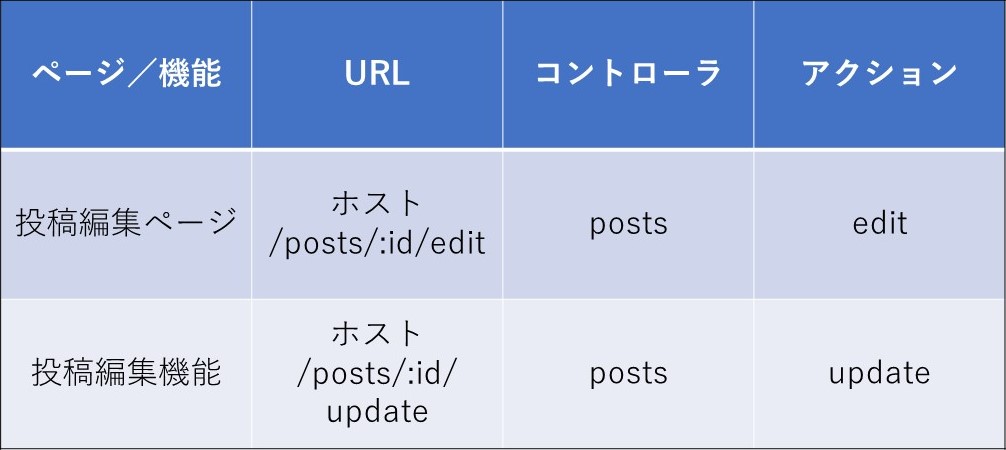 ページ／機能
URL
コントローラ
アクション
投稿編集ページ
ホスト
/posts/:id/edit
posts
edit
投稿編集機能
ホスト
/posts/:id/
update
posts
update